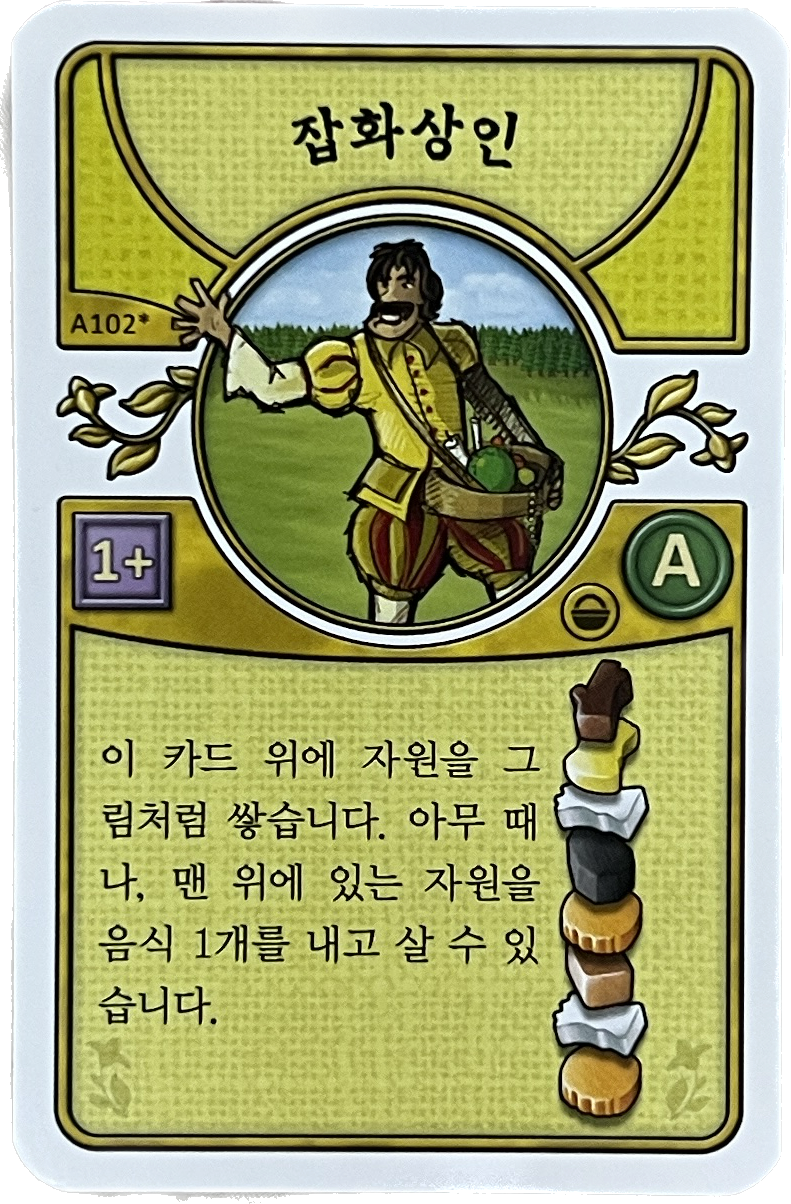 잡화상인
A102*
1+
A
이 카드 위에 자원을 그
림처럼 쌓습니다. 아무 때
나, 맨 위에 있는 자원을
음식 1개를 내고 살 수 있
습니다.